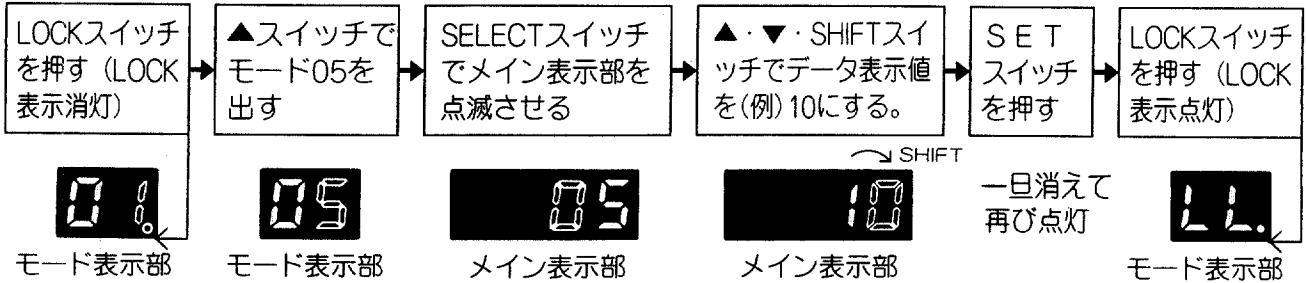 LOCKスイッチ
を押す（LOCK
表示消灯）
▲スイッチで
モード05を
出す
SELECTスイッチ
でメイン表示部を
点滅させる
▲・▼・SHIFTスイ
ッチでデータ表示値
を(例)10にする。
SET
スイッチ
を押す
LOCKスイッチ
を押す（LOCK
表示点灯）
01.
モード表示部
05
モード表示部
05
メイン表示部
SHIFT
10
メイン表示部
一旦消えて
再び点灯
LL.
モード表示部